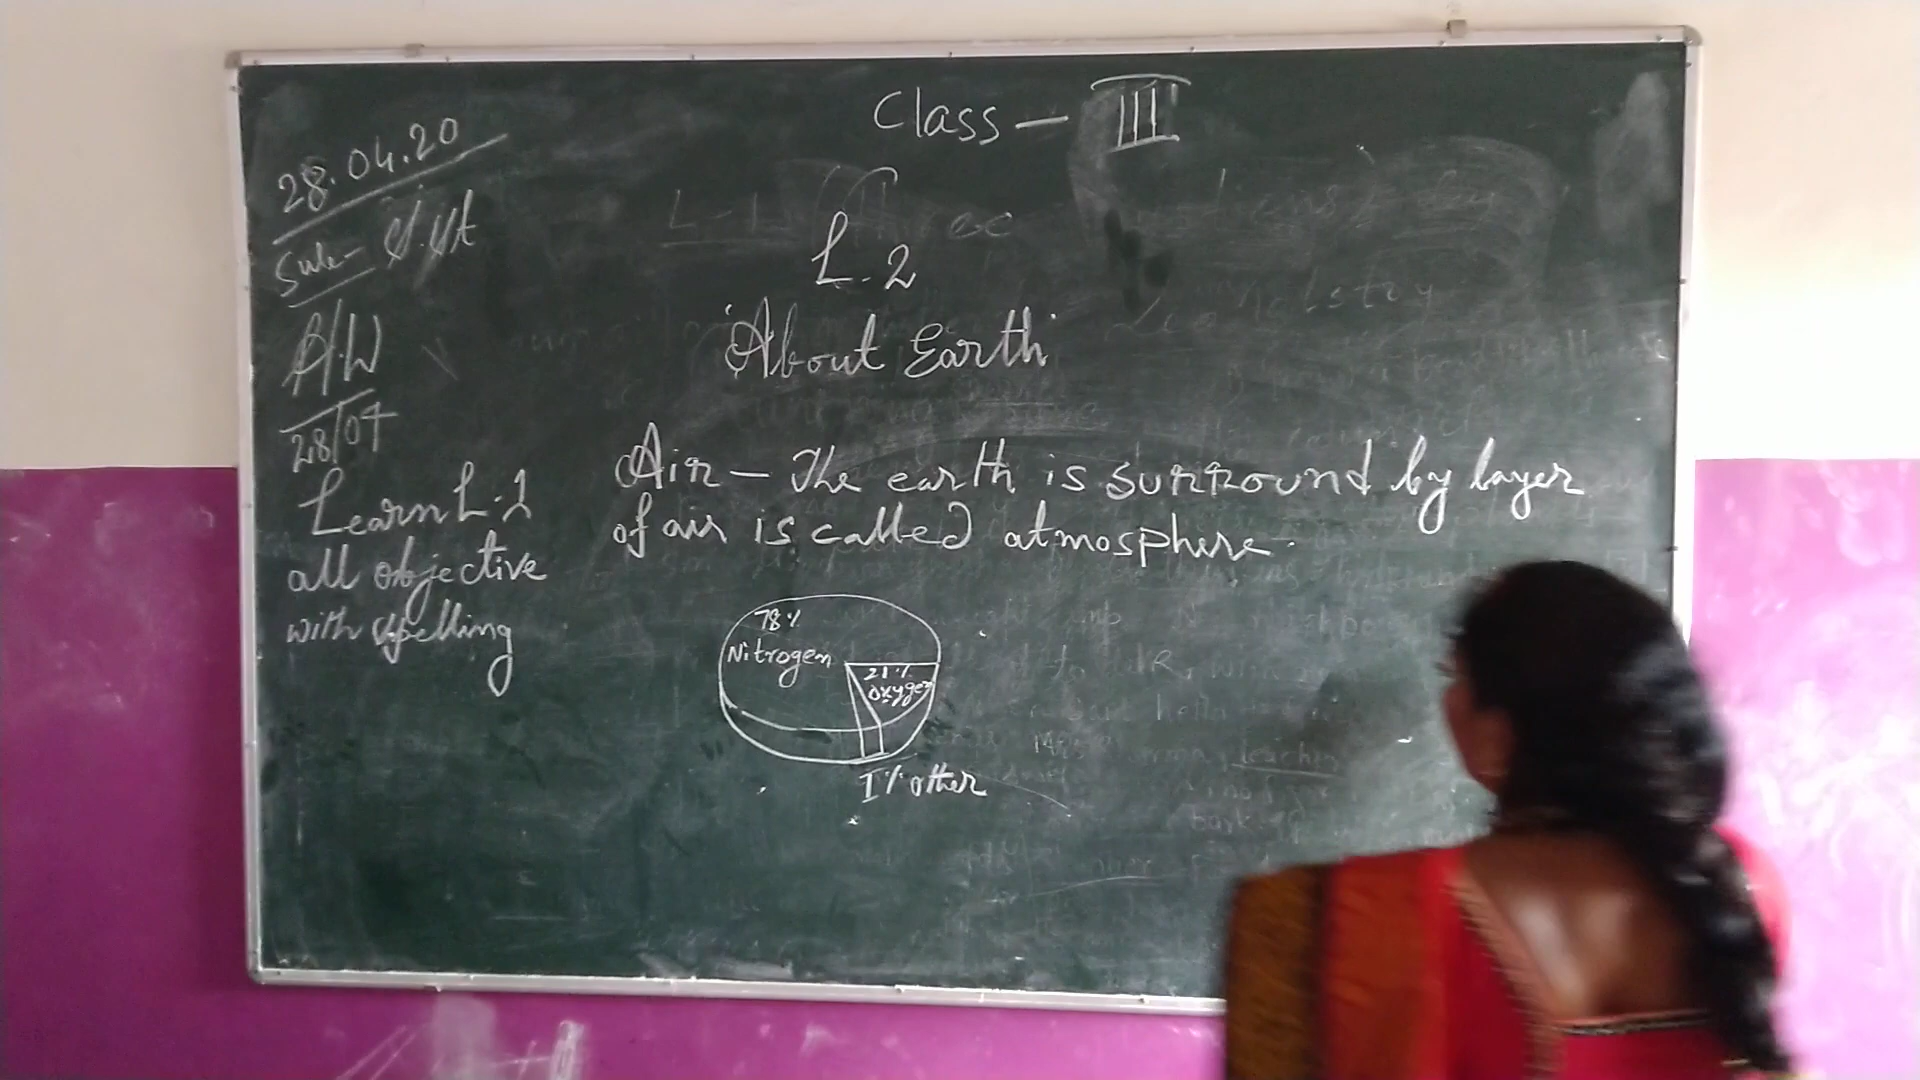 Class - III
28.04.20
Sub- S.St
H/W
28/04
Learn L.1
all objective
with spelling
L.2
'About Earth'
Air - The earth is surround by layer
of air is called atmosphere.
78%
Nitrogen
21%
oxygen
1% other